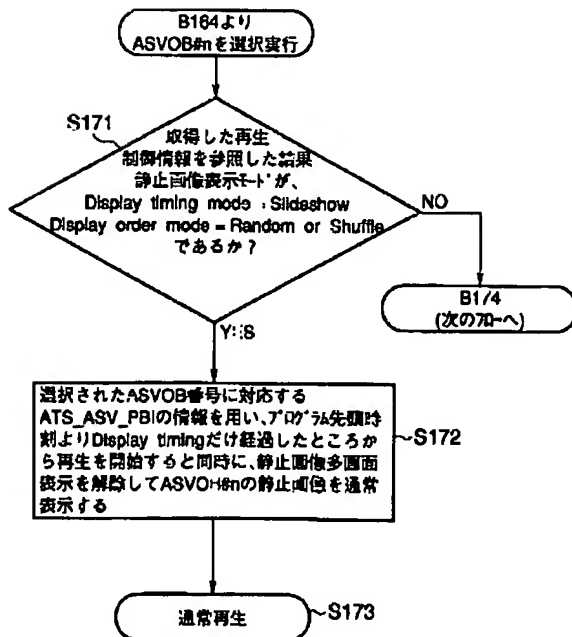 B164より
ASVOB#nを選択実行
S171
取得した再生
制御情報を参照した結果
静止画像表示モードが、
Display timing mode : Slideshow
Display order mode = Random or Shuffle
であるか？
NO
B174
(次のフローへ)
YES
選択されたASVOB番号に対応する
ATS_ASV_PBIの情報を用い、プログラム先頭時
刻よりDisplay timingだけ経過したところか
ら再生を開始すると同時に、静止画像多画面
表示を解除してASVOB#nの静止画像を通常
表示する
S172
通常再生
S173